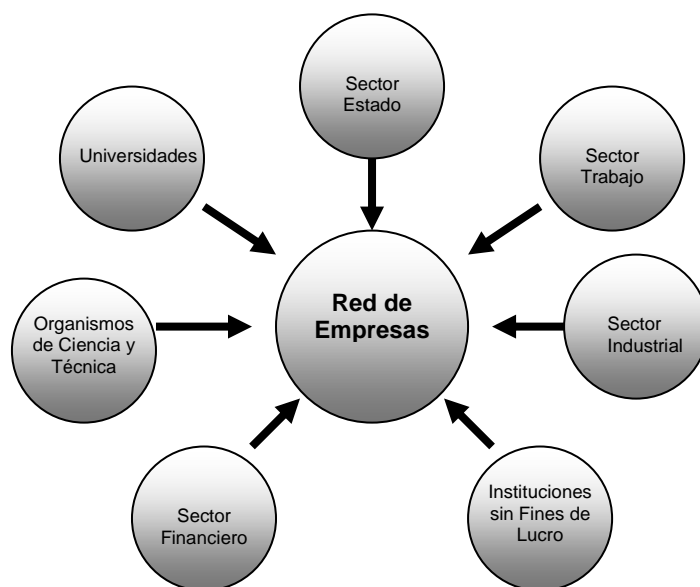 Sector
Estado
Universidades
Sector
Trabajo
Red de
Empresas
Organismos
de Ciencia y
Técnica
Sector
Industrial
Sector
Financiero
Instituciones
sin Fines de
Lucro